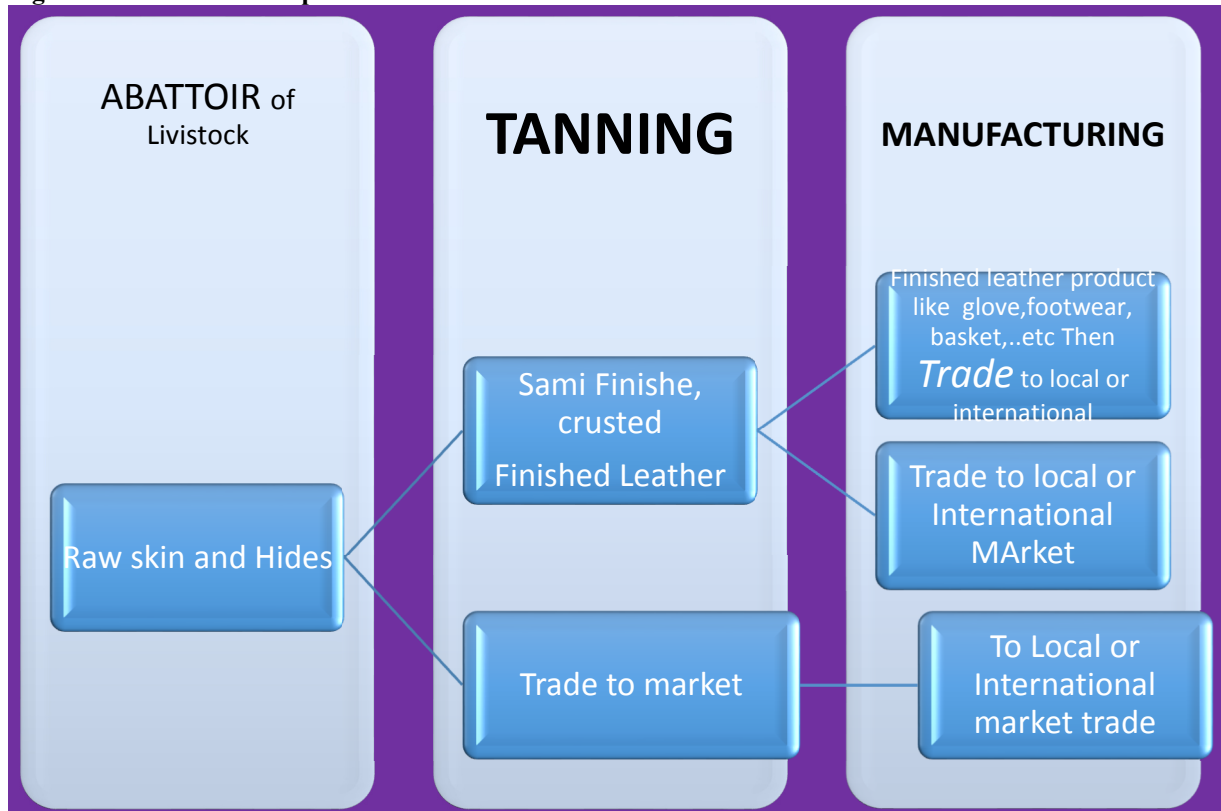 ABATTOIR of
Livistock
Raw skin and Hides
TANNING
Sami Finishe,
crusted
Finished Leather
Trade to market
MANUFACTURING
Finished leather product
like glove,footwear,
basket,..etc Then
Trade to local or
international
Trade to local or
International
MArket
To Local or
International
market trade